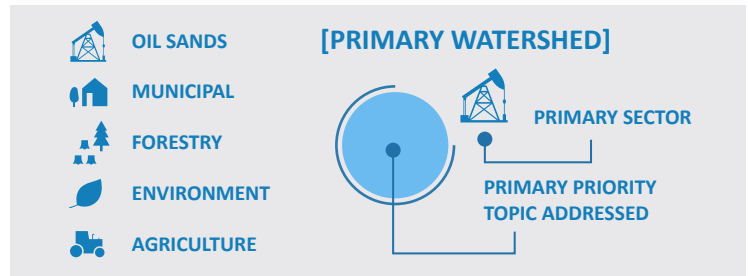 OIL SANDS
MUNICIPAL
FORESTRY
ENVIRONMENT
AGRICULTURE
[PRIMARY WATERSHED]
PRIMARY SECTOR
PRIMARY PRIORITY
TOPIC ADDRESSED